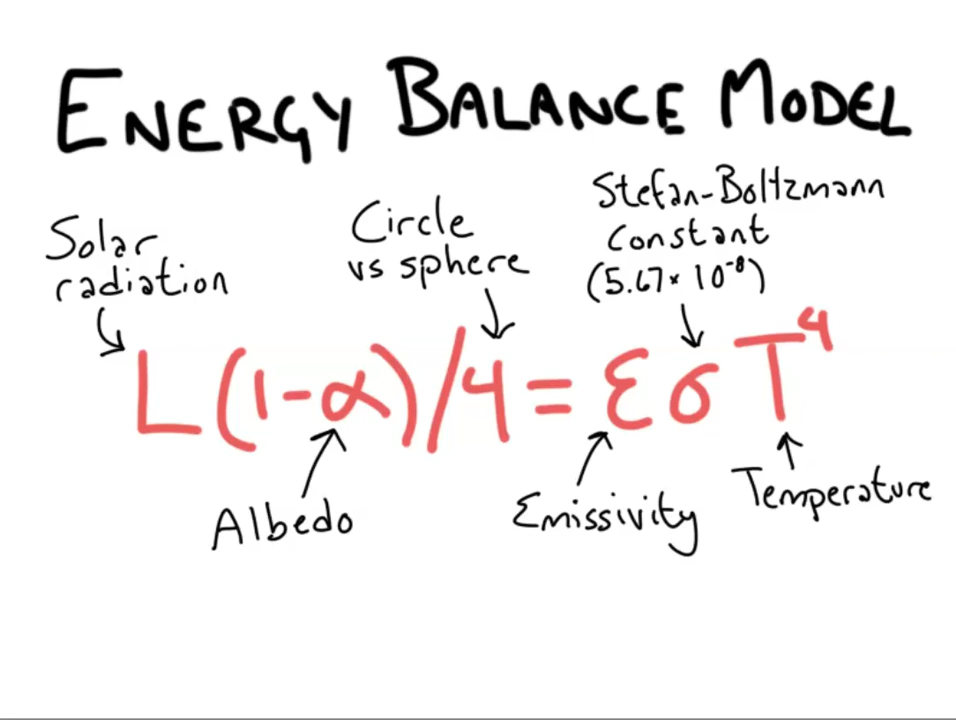 ENERGY BALANCE MODEL
Solar
radiation
Circle
vs sphere
Stefan-Boltzmann
constant
(5.67 × 10⁻⁸)
L(1-α)/4 = εσT⁴
Albedo
Emissivity
Temperature